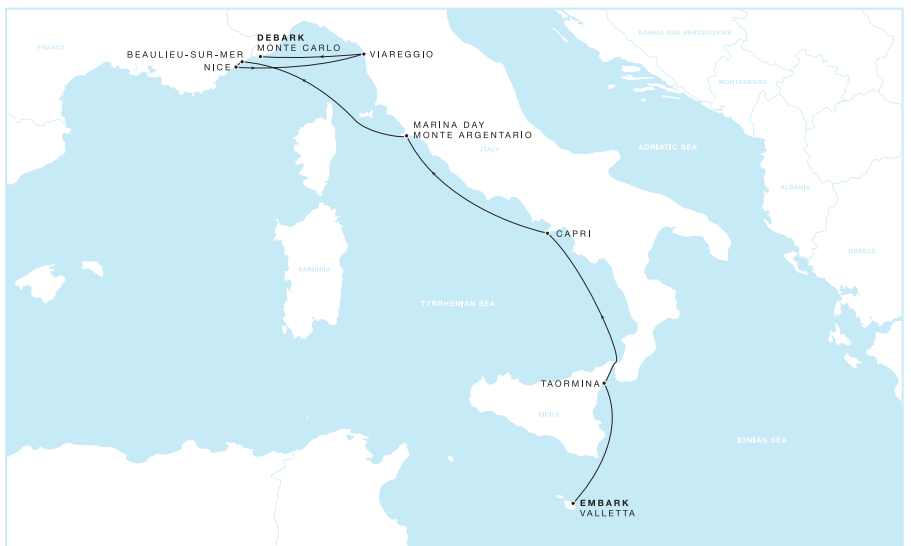 BOSNIA AND HERZEGOVINA
DEBARK
MONTE CARLO
FRANCE
BEAULIEU-SUR-MER
VIAREGGIO
NICE
MONTENEGRO
MARINA DAY
MONTE ARGENTARIO
ITALY
ADRIATIC SEA
ALBANIA
CAPRI
GREECE
SARDINIA
TYRRHENIAN SEA
TAORMINA
SICILY
IONIAN SEA
EMBARK
VALLETTA